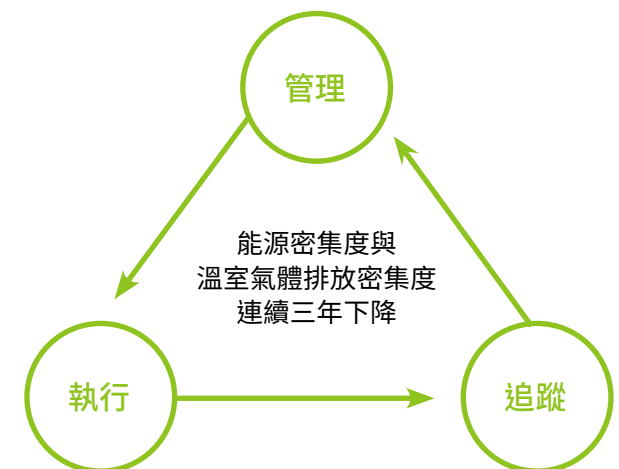 管理
能源密集度與
溫室氣體排放密集度
連續三年下降
執行
追蹤